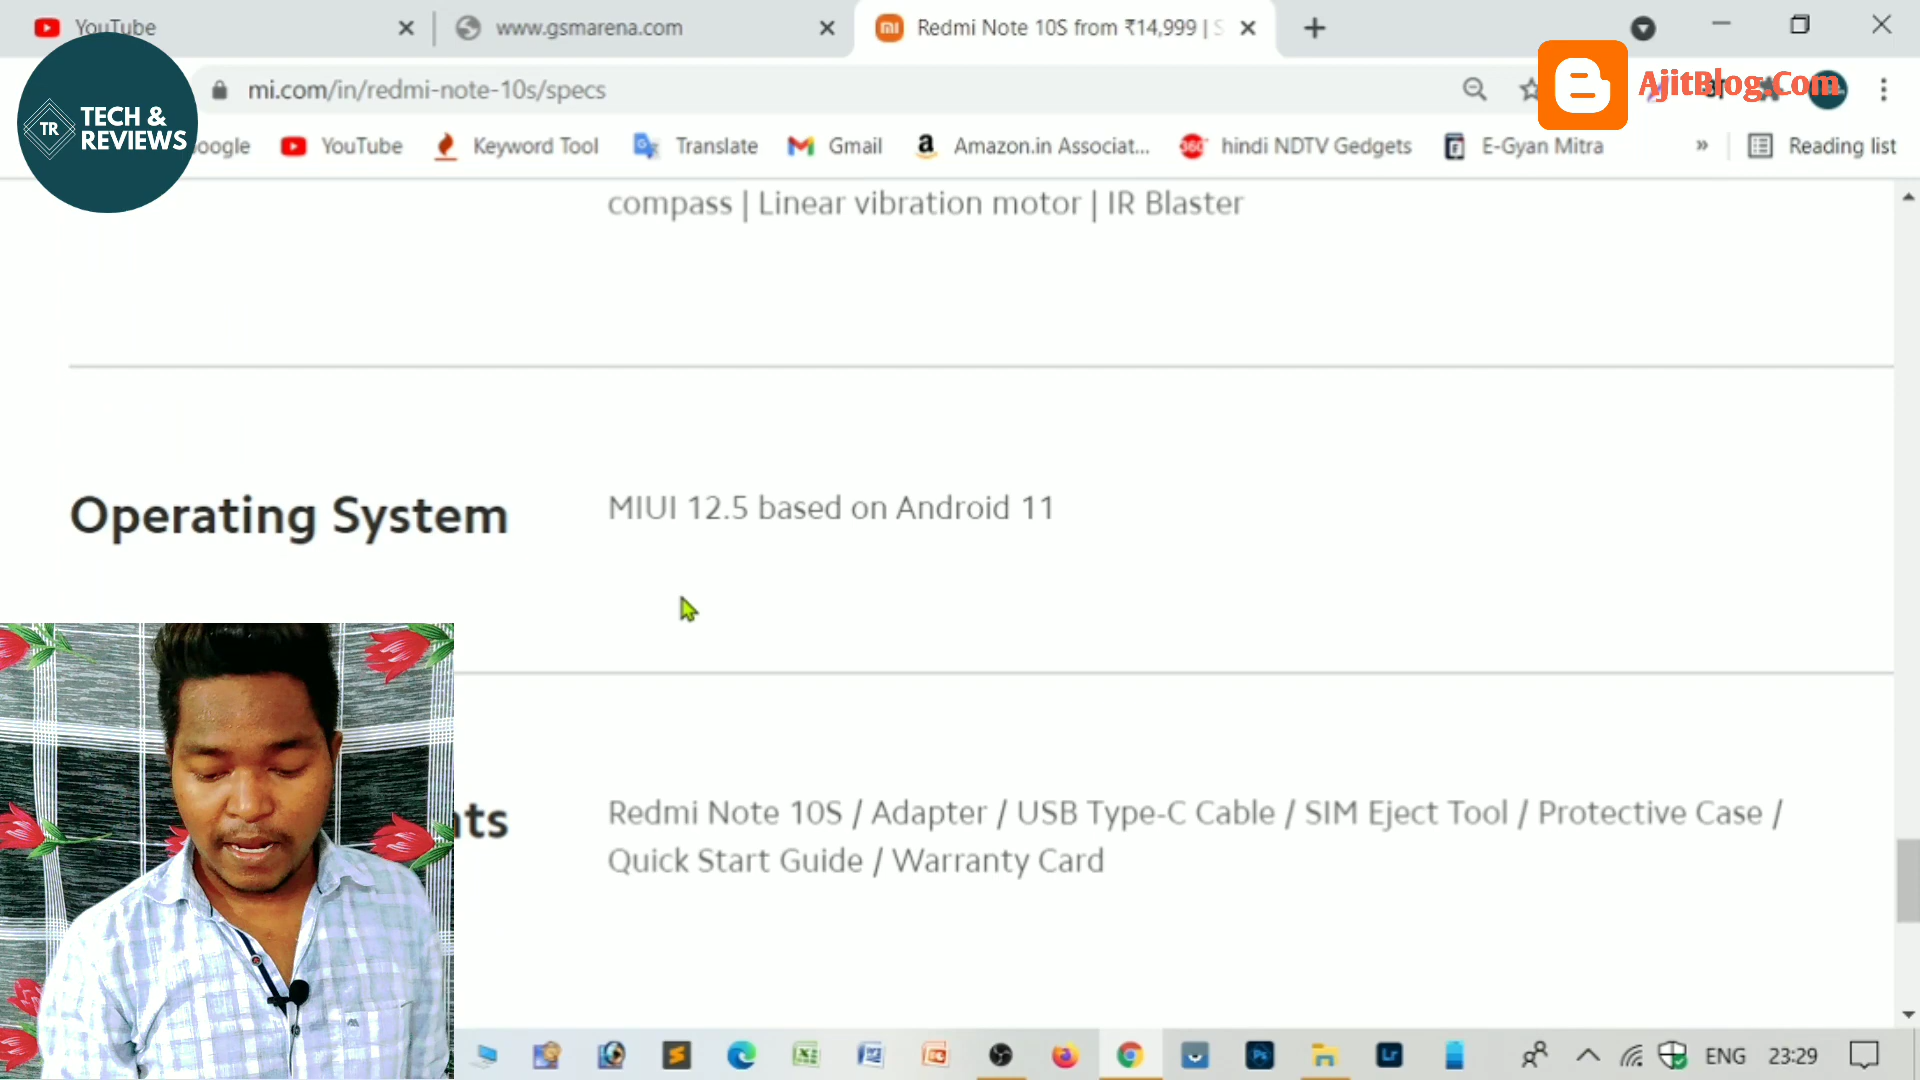 YouTube
www.gsmarena.com
Redmi Note 10S from ₹14,999 | S
mi.com/in/redmi-note-10s/specs
AjitBlog.Com
TR
TECH &
REVIEWS
oogle
YouTube
Keyword Tool
Translate
Gmail
Amazon.in Associat...
hindi NDTV Gedgets
E-Gyan Mitra
»
Reading list
compass | Linear vibration motor | IR Blaster
Operating System
MIUI 12.5 based on Android 11
nts
Redmi Note 10S / Adapter / USB Type-C Cable / SIM Eject Tool / Protective Case /
Quick Start Guide / Warranty Card
Ps
Lr
ENG
23:29